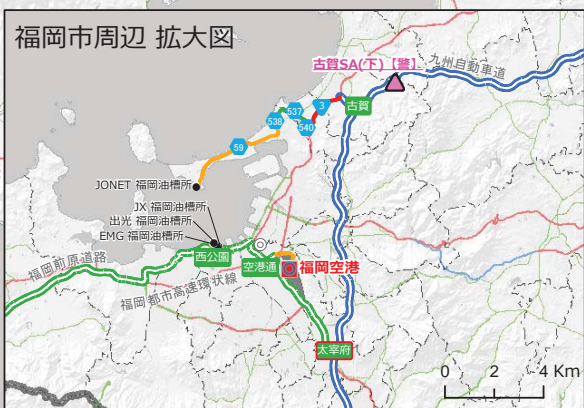 福岡市周辺 拡大図
古賀SA(下)【警】
九州自動車道
3
古賀
537
538
540
59
JONET 福岡油槽所
JX 福岡油槽所
出光 福岡油槽所
EMG 福岡油槽所
西公園
空港通
福岡空港
福岡前原道路
福岡都市高速環状線
太宰府
0 2 4 Km